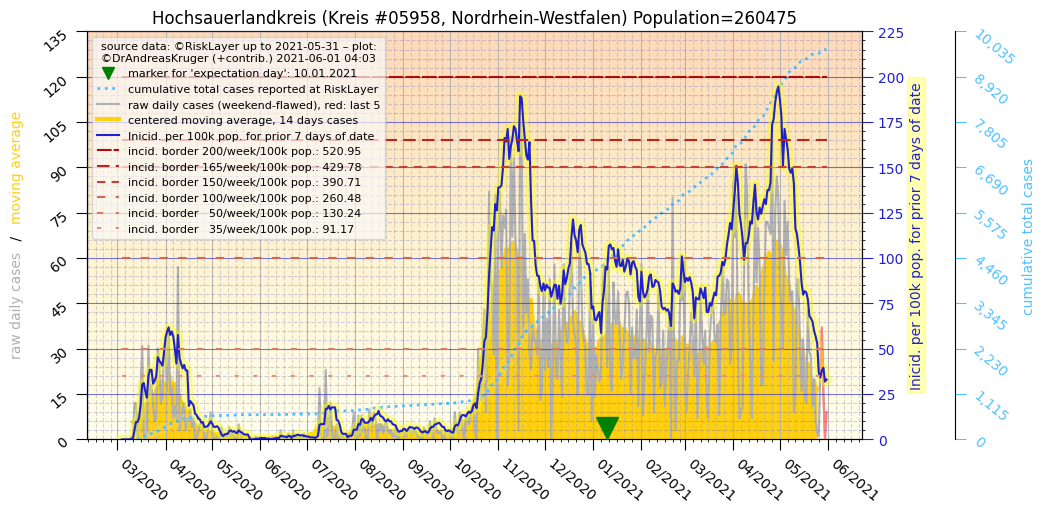 Hochsauerlandkreis (Kreis #05958, Nordrhein-Westfalen) Population=260475
source data: ©RiskLayer up to 2021-05-31 – plot:
©DrAndreasKruger (+contrib.) 2021-06-01 04:03
marker for 'expectation day': 10.01.2021
cumulative total cases reported at RiskLayer
raw daily cases (weekend-flawed), red: last 5
centered moving average, 14 days cases
Inicid. per 100k pop. for prior 7 days of date
incid. border 200/week/100k pop.: 520.95
incid. border 165/week/100k pop.: 429.78
incid. border 150/week/100k pop.: 390.71
incid. border 100/week/100k pop.: 260.48
incid. border   50/week/100k pop.: 130.24
incid. border   35/week/100k pop.: 91.17
raw daily cases / moving average
135
120
105
90
75
60
45
30
15
0
03/2020
04/2020
05/2020
06/2020
07/2020
08/2020
09/2020
10/2020
11/2020
12/2020
01/2021
02/2021
03/2021
04/2021
05/2021
06/2021
225
200
175
150
125
100
75
50
25
0
Inicid. per 100k pop. for prior 7 days of date
10,035
8,920
7,805
6,690
5,575
4,460
3,345
2,230
1,115
0
cumulative total cases